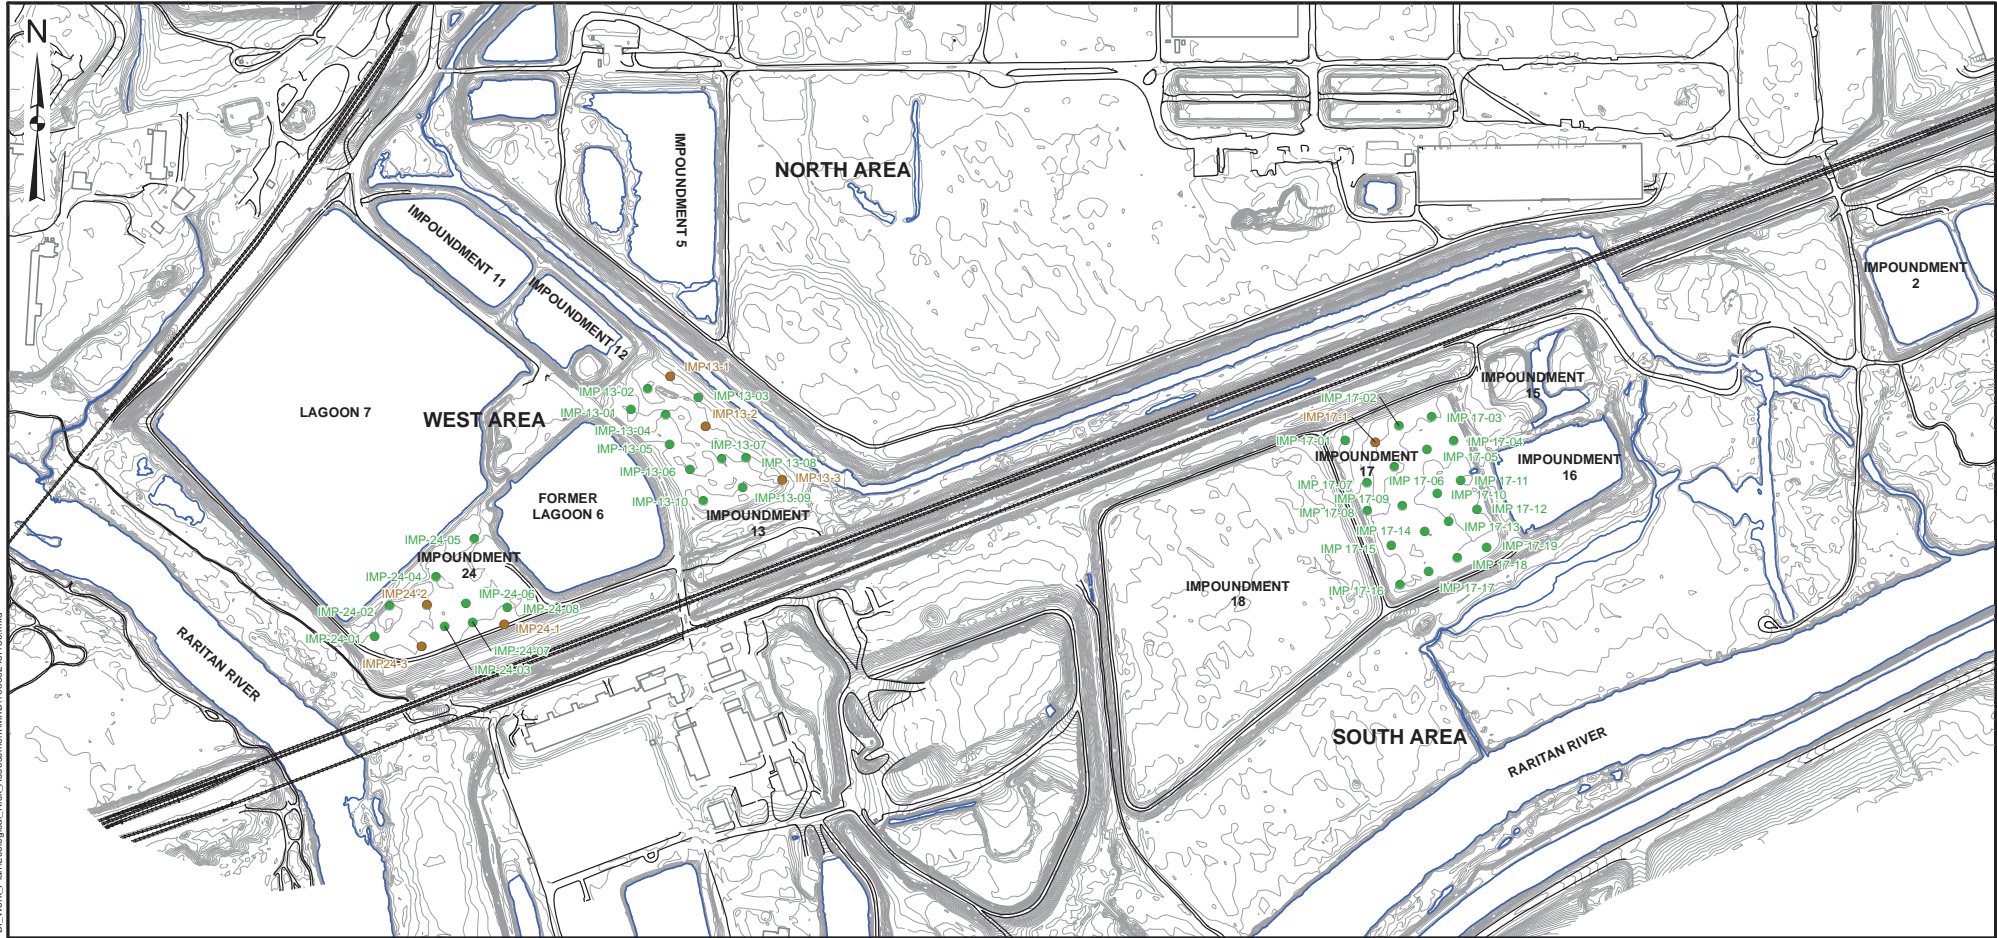 N
NORTH AREA
IMPOUNDMENT 5
IMPOUNDMENT 11
IMPOUNDMENT 12
IMPOUNDMENT
2
LAGOON 7
WEST AREA
IMP13-1
IMP-13-02
IMP-13-03
IMP-13-01
IMP13-2
IMP-13-04
IMP-13-05
IMP-13-07
IMP-13-08
IMP-13-06
IMP13-3
IMP-13-09
IMP-13-10
IMPOUNDMENT
13
FORMER
LAGOON 6
IMP-24-05
IMPOUNDMENT
24
IMP-24-04
IMP24-2
IMP-24-06
IMP-24-02
IMP-24-08
IMP24-1
IMP-24-01
IMP-24-07
IMP24-3
IMP-24-03
RARITAN RIVER
IMPOUNDMENT
15
IMP 17-02
IMP17-1
IMP 17-03
IMP 17-01
IMP 17-04
IMPOUNDMENT
17
IMP 17-05
IMPOUNDMENT
16
IMP 17-07
IMP 17-06
IMP 17-11
IMP 17-09
IMP 17-10
IMP 17-08
IMP 17-12
IMP 17-14
IMP 17-13
IMP 17-15
IMP 17-19
IMP 17-18
IMP 17-16
IMP 17-17
IMPOUNDMENT
18
SOUTH AREA
RARITAN RIVER